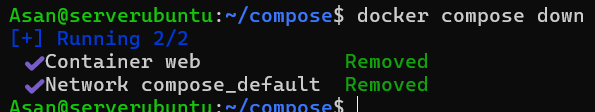 Asan@serverubuntu:~/compose$ docker compose down
[+] Running 2/2
✔Container web Removed
✔Network compose_default Removed
Asan@serverubuntu:~/compose$